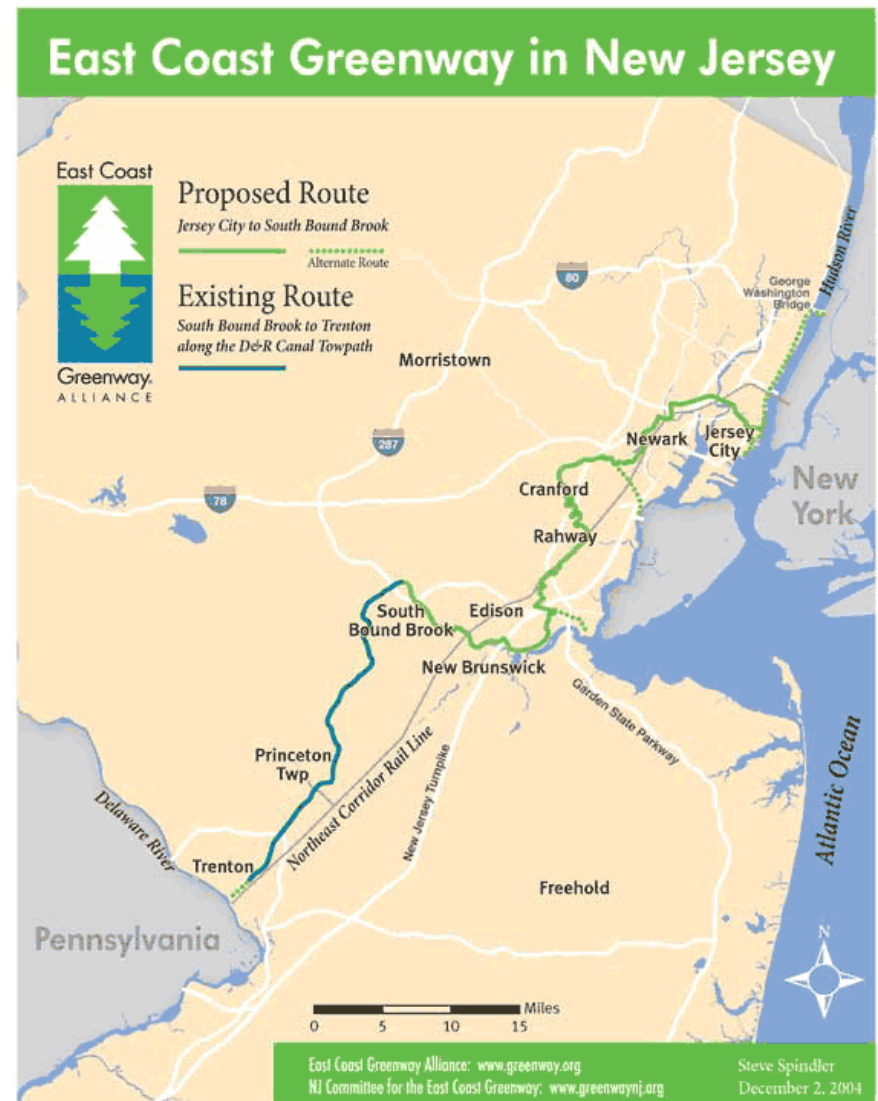 East Coast Greenway in New Jersey
East Coast
Greenway
ALLIANCE
Proposed Route
Jersey City to South Bound Brook
Alternate Route
Existing Route
South Bound Brook to Trenton
along the D&R Canal Towpath
80
George
Washington
Bridge
Hudson River
Morristown
287
Newark
Jersey
City
78
Cranford
New
York
Rahway
South
Bound Brook
Edison
New Brunswick
Garden State Parkway
Princeton
Twp
Northeast Corridor Rail Line
New Jersey Turnpike
Atlantic Ocean
Delaware River
Trenton
Freehold
Pennsylvania
N
Miles
0 5 10 15
East Coast Greenway Alliance: www.greenway.org
NJ Committee for the East Coast Greenway: www.greenwaynj.org
Steve Spindler
December 2, 2004